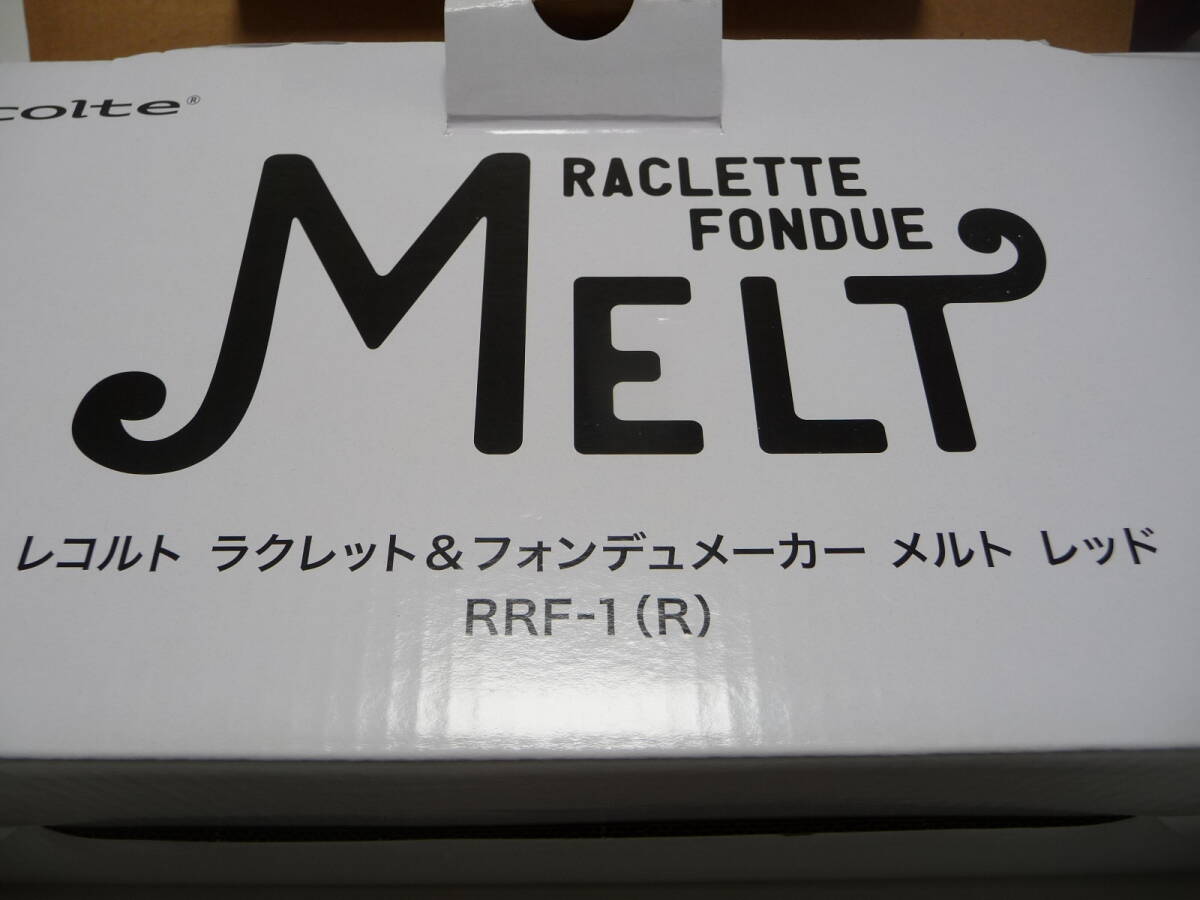 colte®
RACLETTE
FONDUE
MELT
レコルト ラクレット&フォンデュメーカー メルト レッド
RRF-1(R)